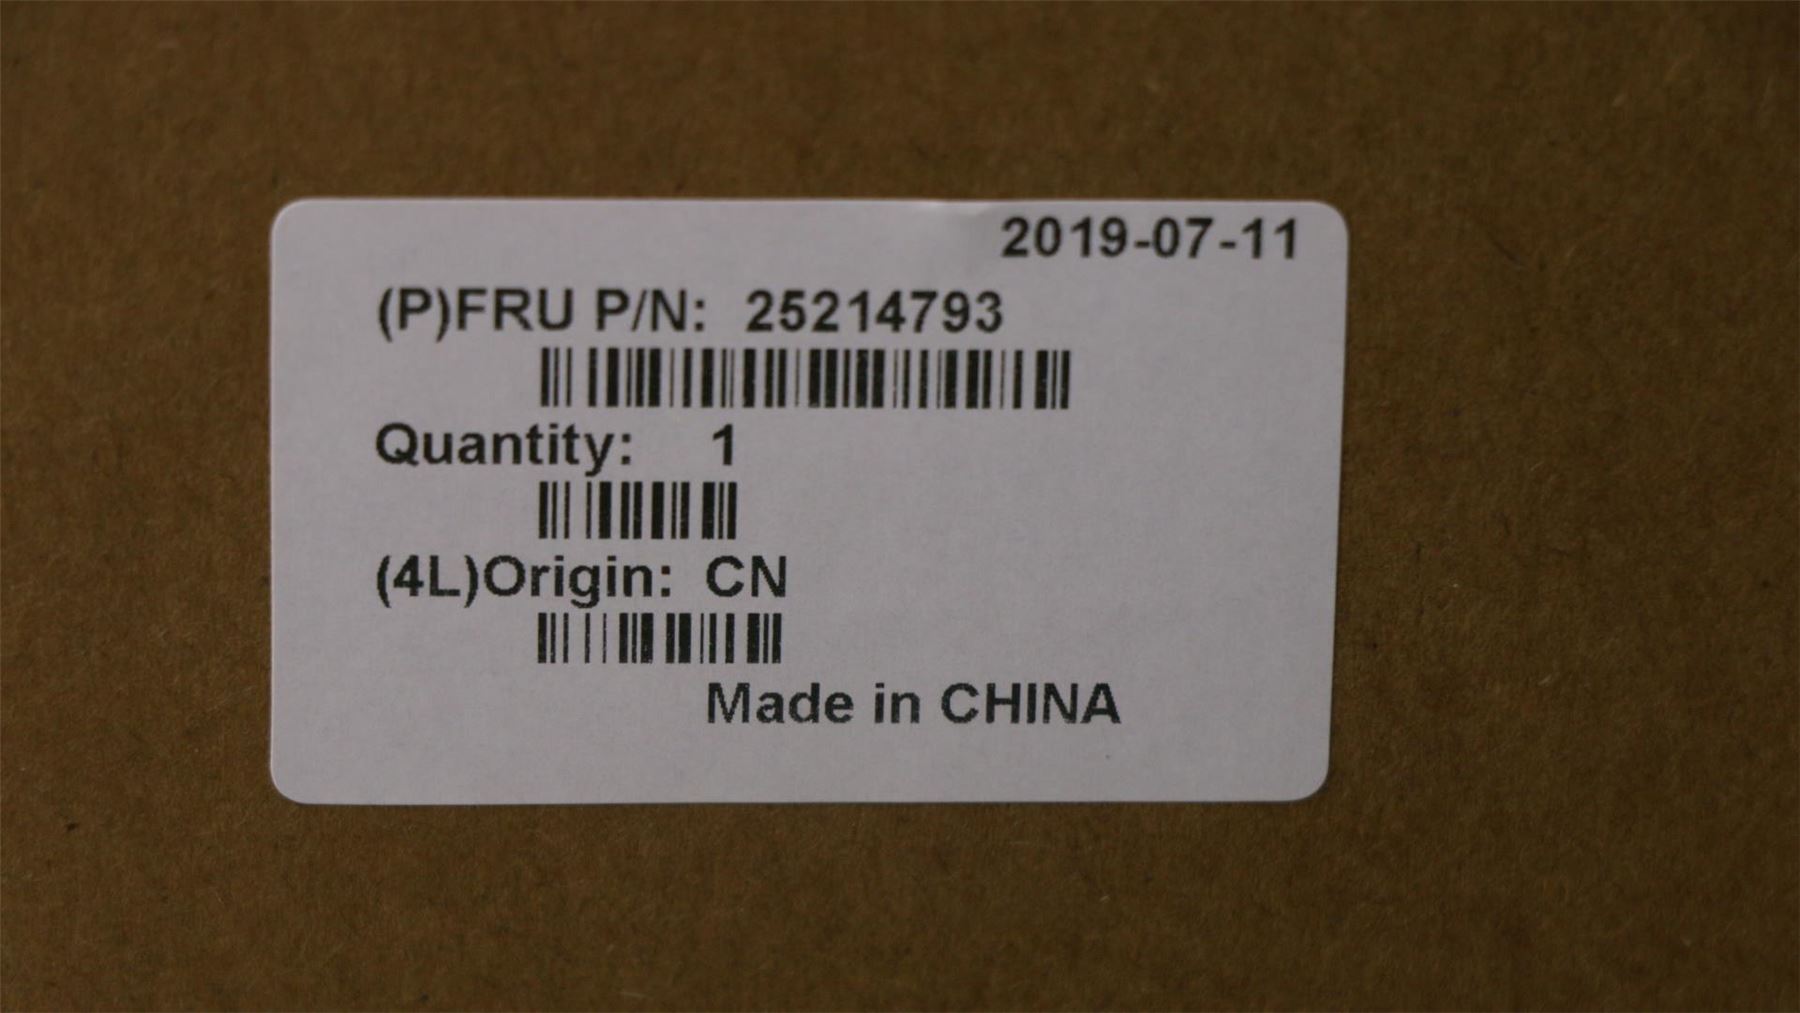 2019-07-11
(P)FRU P/N: 25214793
Quantity: 1
(4L)Origin: CN
Made in CHINA